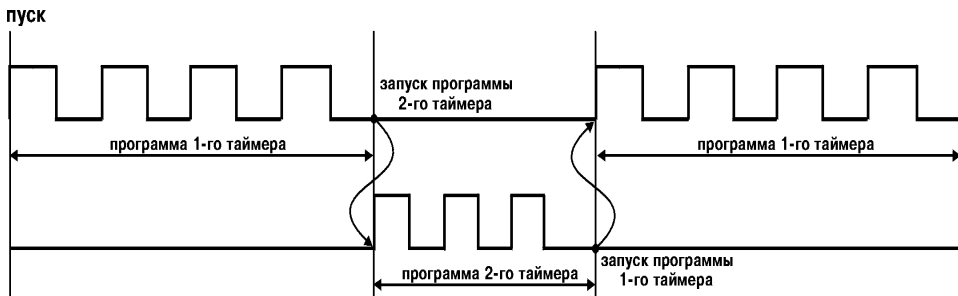 пуск
запуск программы
2-го таймера
программа 1-го таймера
программа 1-го таймера
запуск программы
1-го таймера
программа 2-го таймера